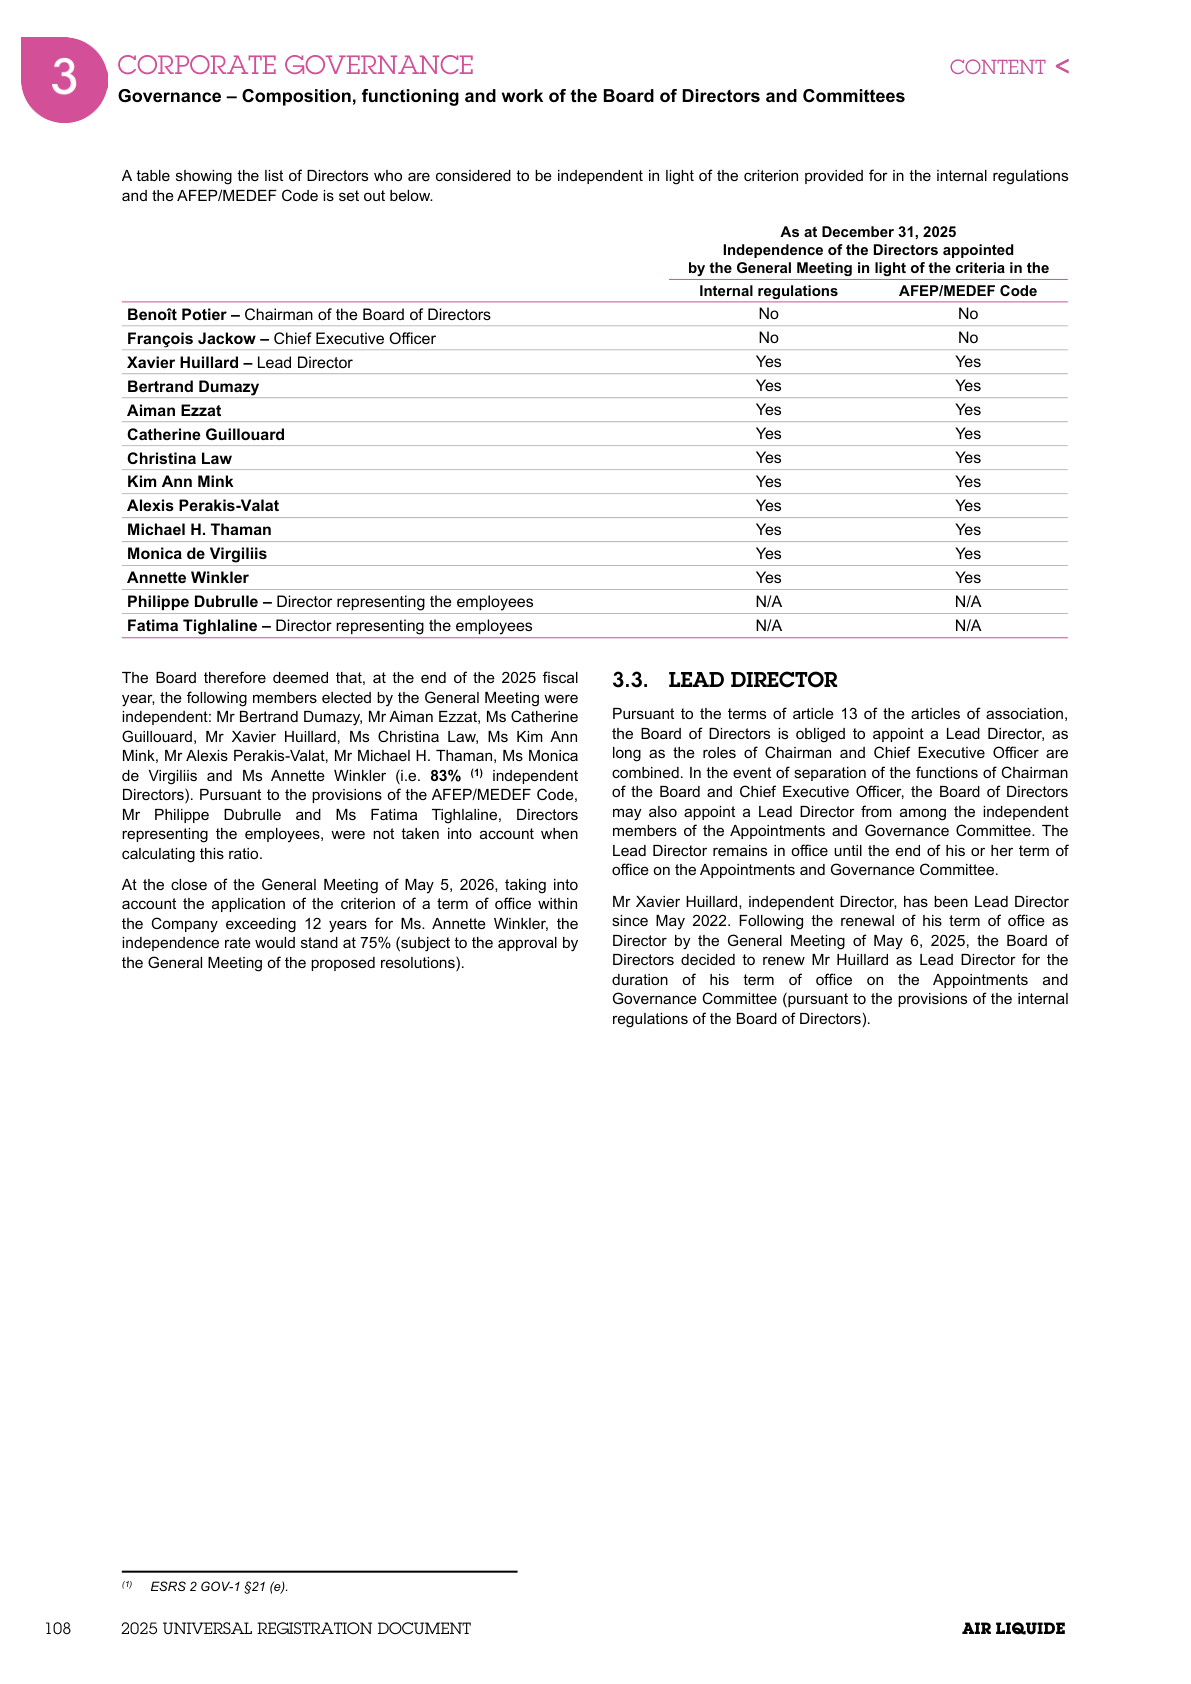 3
CORPORATE GOVERNANCE
CONTENT <
Governance – Composition, functioning and work of the Board of Directors and Committees
A table showing the list of Directors who are considered to be independent in light of the criterion provided for in the internal regulations
and the AFEP/MEDEF Code is set out below.
As at December 31, 2025
Independence of the Directors appointed
by the General Meeting in light of the criteria in the
Internal regulations AFEP/MEDEF Code
Benoît Potier – Chairman of the Board of Directors No No
François Jackow – Chief Executive Officer No No
Xavier Huillard – Lead Director Yes Yes
Bertrand Dumazy Yes Yes
Aiman Ezzat Yes Yes
Catherine Guillouard Yes Yes
Christina Law Yes Yes
Kim Ann Mink Yes Yes
Alexis Perakis-Valat Yes Yes
Michael H. Thaman Yes Yes
Monica de Virgiliis Yes Yes
Annette Winkler Yes Yes
Philippe Dubrulle – Director representing the employees N/A N/A
Fatima Tighlaline – Director representing the employees N/A N/A
The Board therefore deemed that, at the end of the 2025 fiscal
year, the following members elected by the General Meeting were
independent: Mr Bertrand Dumazy, Mr Aiman Ezzat, Ms Catherine
Guillouard, Mr Xavier Huillard, Ms Christina Law, Ms Kim Ann
Mink, Mr Alexis Perakis-Valat, Mr Michael H. Thaman, Ms Monica
de Virgiliis and Ms Annette Winkler (i.e. 83% (1) independent
Directors). Pursuant to the provisions of the AFEP/MEDEF Code,
Mr Philippe Dubrulle and Ms Fatima Tighlaline, Directors
representing the employees, were not taken into account when
calculating this ratio.
At the close of the General Meeting of May 5, 2026, taking into
account the application of the criterion of a term of office within
the Company exceeding 12 years for Ms. Annette Winkler, the
independence rate would stand at 75% (subject to the approval by
the General Meeting of the proposed resolutions).
3.3. LEAD DIRECTOR
Pursuant to the terms of article 13 of the articles of association,
the Board of Directors is obliged to appoint a Lead Director, as
long as the roles of Chairman and Chief Executive Officer are
combined. In the event of separation of the functions of Chairman
of the Board and Chief Executive Officer, the Board of Directors
may also appoint a Lead Director from among the independent
members of the Appointments and Governance Committee. The
Lead Director remains in office until the end of his or her term of
office on the Appointments and Governance Committee.
Mr Xavier Huillard, independent Director, has been Lead Director
since May 2022. Following the renewal of his term of office as
Director by the General Meeting of May 6, 2025, the Board of
Directors decided to renew Mr Huillard as Lead Director for the
duration of his term of office on the Appointments and
Governance Committee (pursuant to the provisions of the internal
regulations of the Board of Directors).
(1) ESRS 2 GOV-1 §21 (e).
108 2025 UNIVERSAL REGISTRATION DOCUMENT AIR LIQUIDE